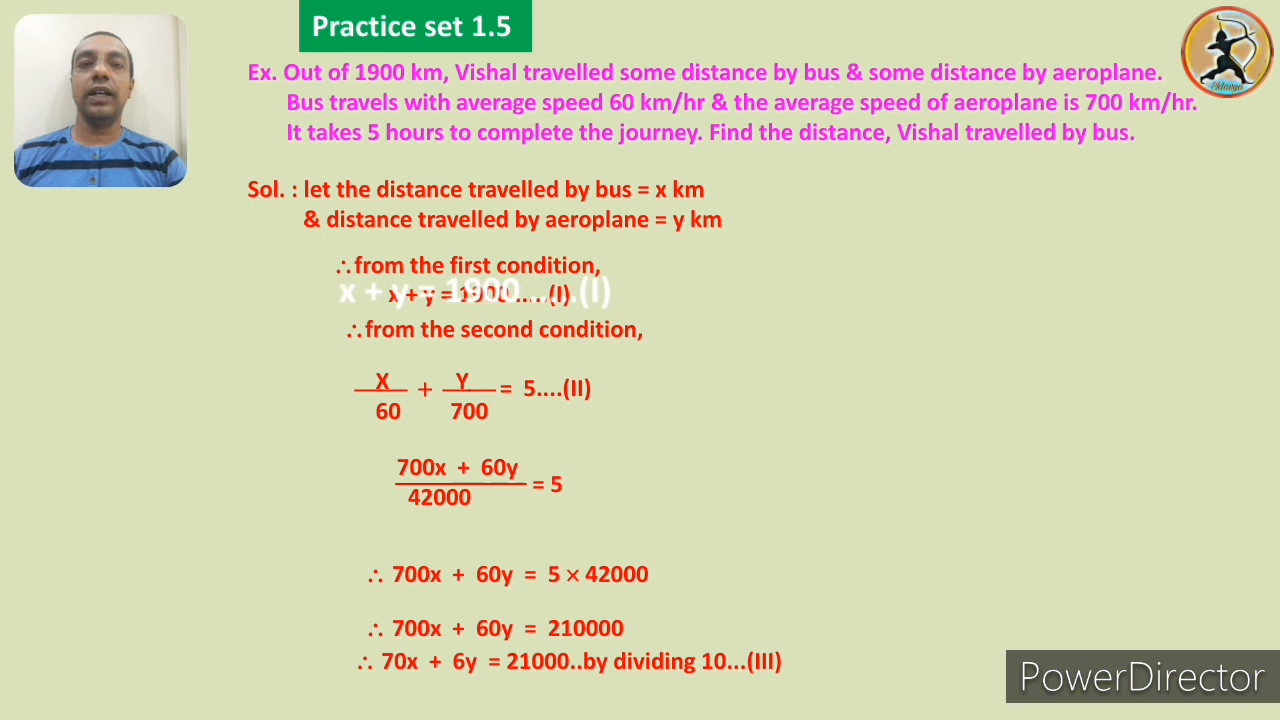 Practice set 1.5
Ex. Out of 1900 km, Vishal travelled some distance by bus & some distance by aeroplane.
Bus travels with average speed 60 km/hr & the average speed of aeroplane is 700 km/hr.
It takes 5 hours to complete the journey. Find the distance, Vishal travelled by bus.
Sol. : let the distance travelled by bus = x km
& distance travelled by aeroplane = y km
∴from the first condition,
x + y = 1900.....(I)
x + y = 1900.....(I)
∴from the second condition,
X/60 + Y/700 = 5....(II)
700x + 60y / 42000 = 5
∴ 700x + 60y = 5 × 42000
∴ 700x + 60y = 210000
∴ 70x + 6y = 21000..by dividing 10...(III)
PowerDirector